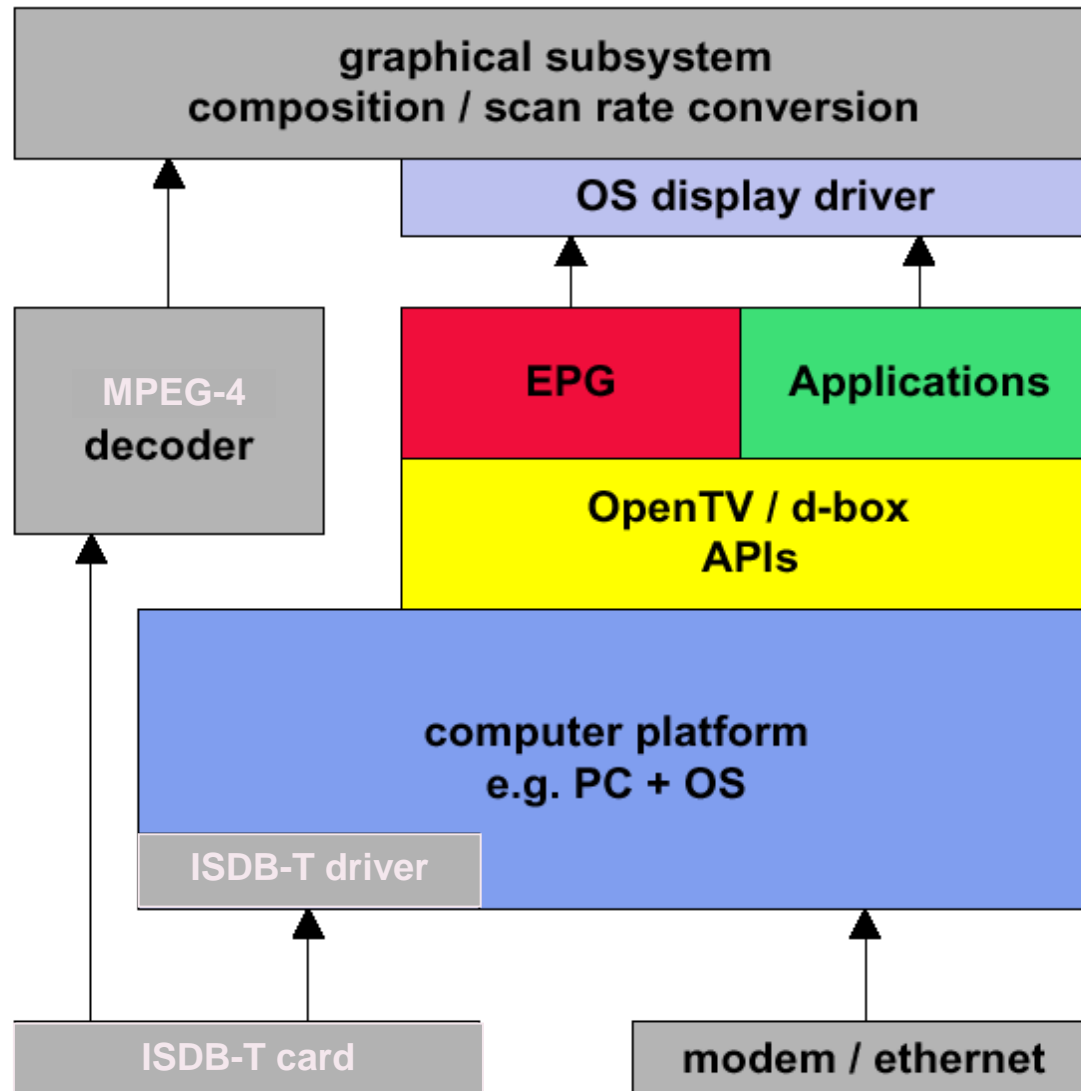 graphical subsystem
composition / scan rate conversion
OS display driver
MPEG-4
decoder
EPG
Applications
OpenTV / d-box
APIs
computer platform
e.g. PC + OS
ISDB-T driver
ISDB-T card
modem / ethernet